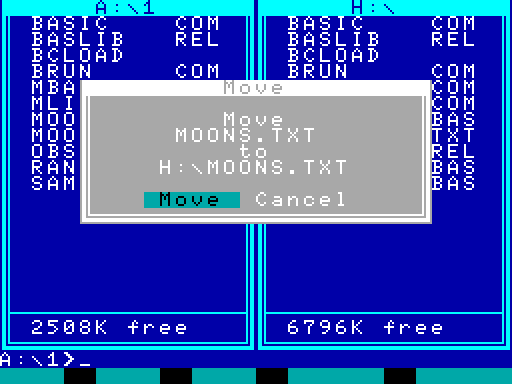 A:\1 H:\
BASIC COM BASIC COM
BASLIB REL BASLIB REL
BCLOAD BCLOAD
BRUN COM BRUN COM
Move
MBA COM
MLI COM
MOO Move BAS
MOO MOONS.TXT TXT
OBS to REL
RAN H:\MOONS.TXT BAS
SAM BAS
Move Cancel
2508K free 6796K free
A:\1>_